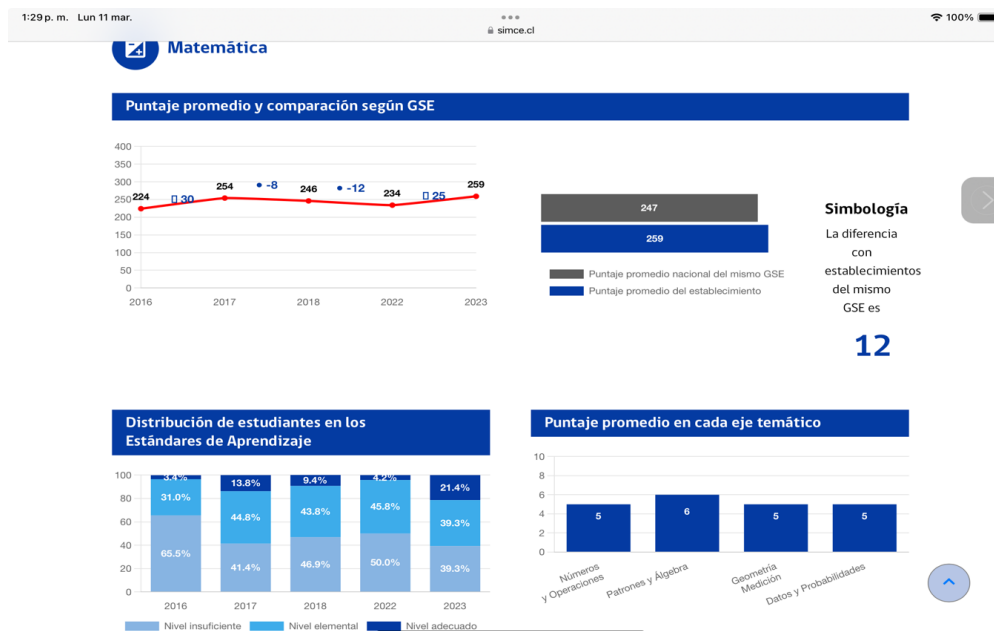 1:29 p. m. Lun 11 mar.
100%
simce.cl
Matemática
Puntaje promedio y comparación según GSE
400
350
300
250
200
150
100
50
0
224
30
254
-8
246
-12
234
25
259
2016 2017 2018 2022 2023
247
259
Puntaje promedio nacional del mismo GSE
Puntaje promedio del establecimiento
Simbología
La diferencia
con
establecimientos
del mismo
GSE es
12
Distribución de estudiantes en los
Estándares de Aprendizaje
100
80
60
40
20
0
3.4% 13.8% 9.4% 4.2% 21.4%
31.0% 44.8% 43.8% 45.8% 39.3%
65.5% 41.4% 46.9% 50.0% 39.3%
2016 2017 2018 2022 2023
Nivel insuficiente Nivel elemental Nivel adecuado
Puntaje promedio en cada eje temático
10
8
6
4
2
0
5 6 5 5
Números
y Operaciones
Patrones y Álgebra
Geometría
Medición
Datos y Probabilidades